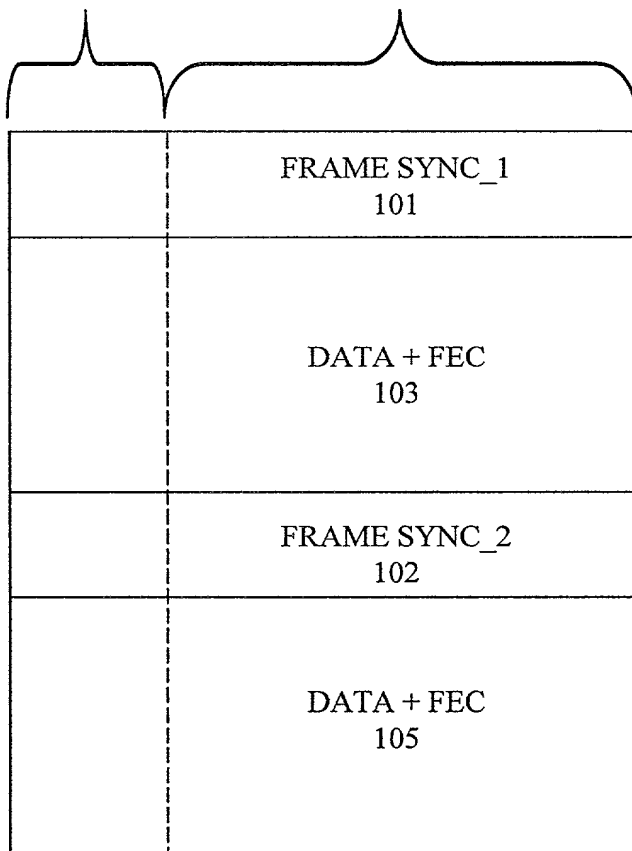 FRAME SYNC_1
101
DATA + FEC
103
FRAME SYNC_2
102
DATA + FEC
105